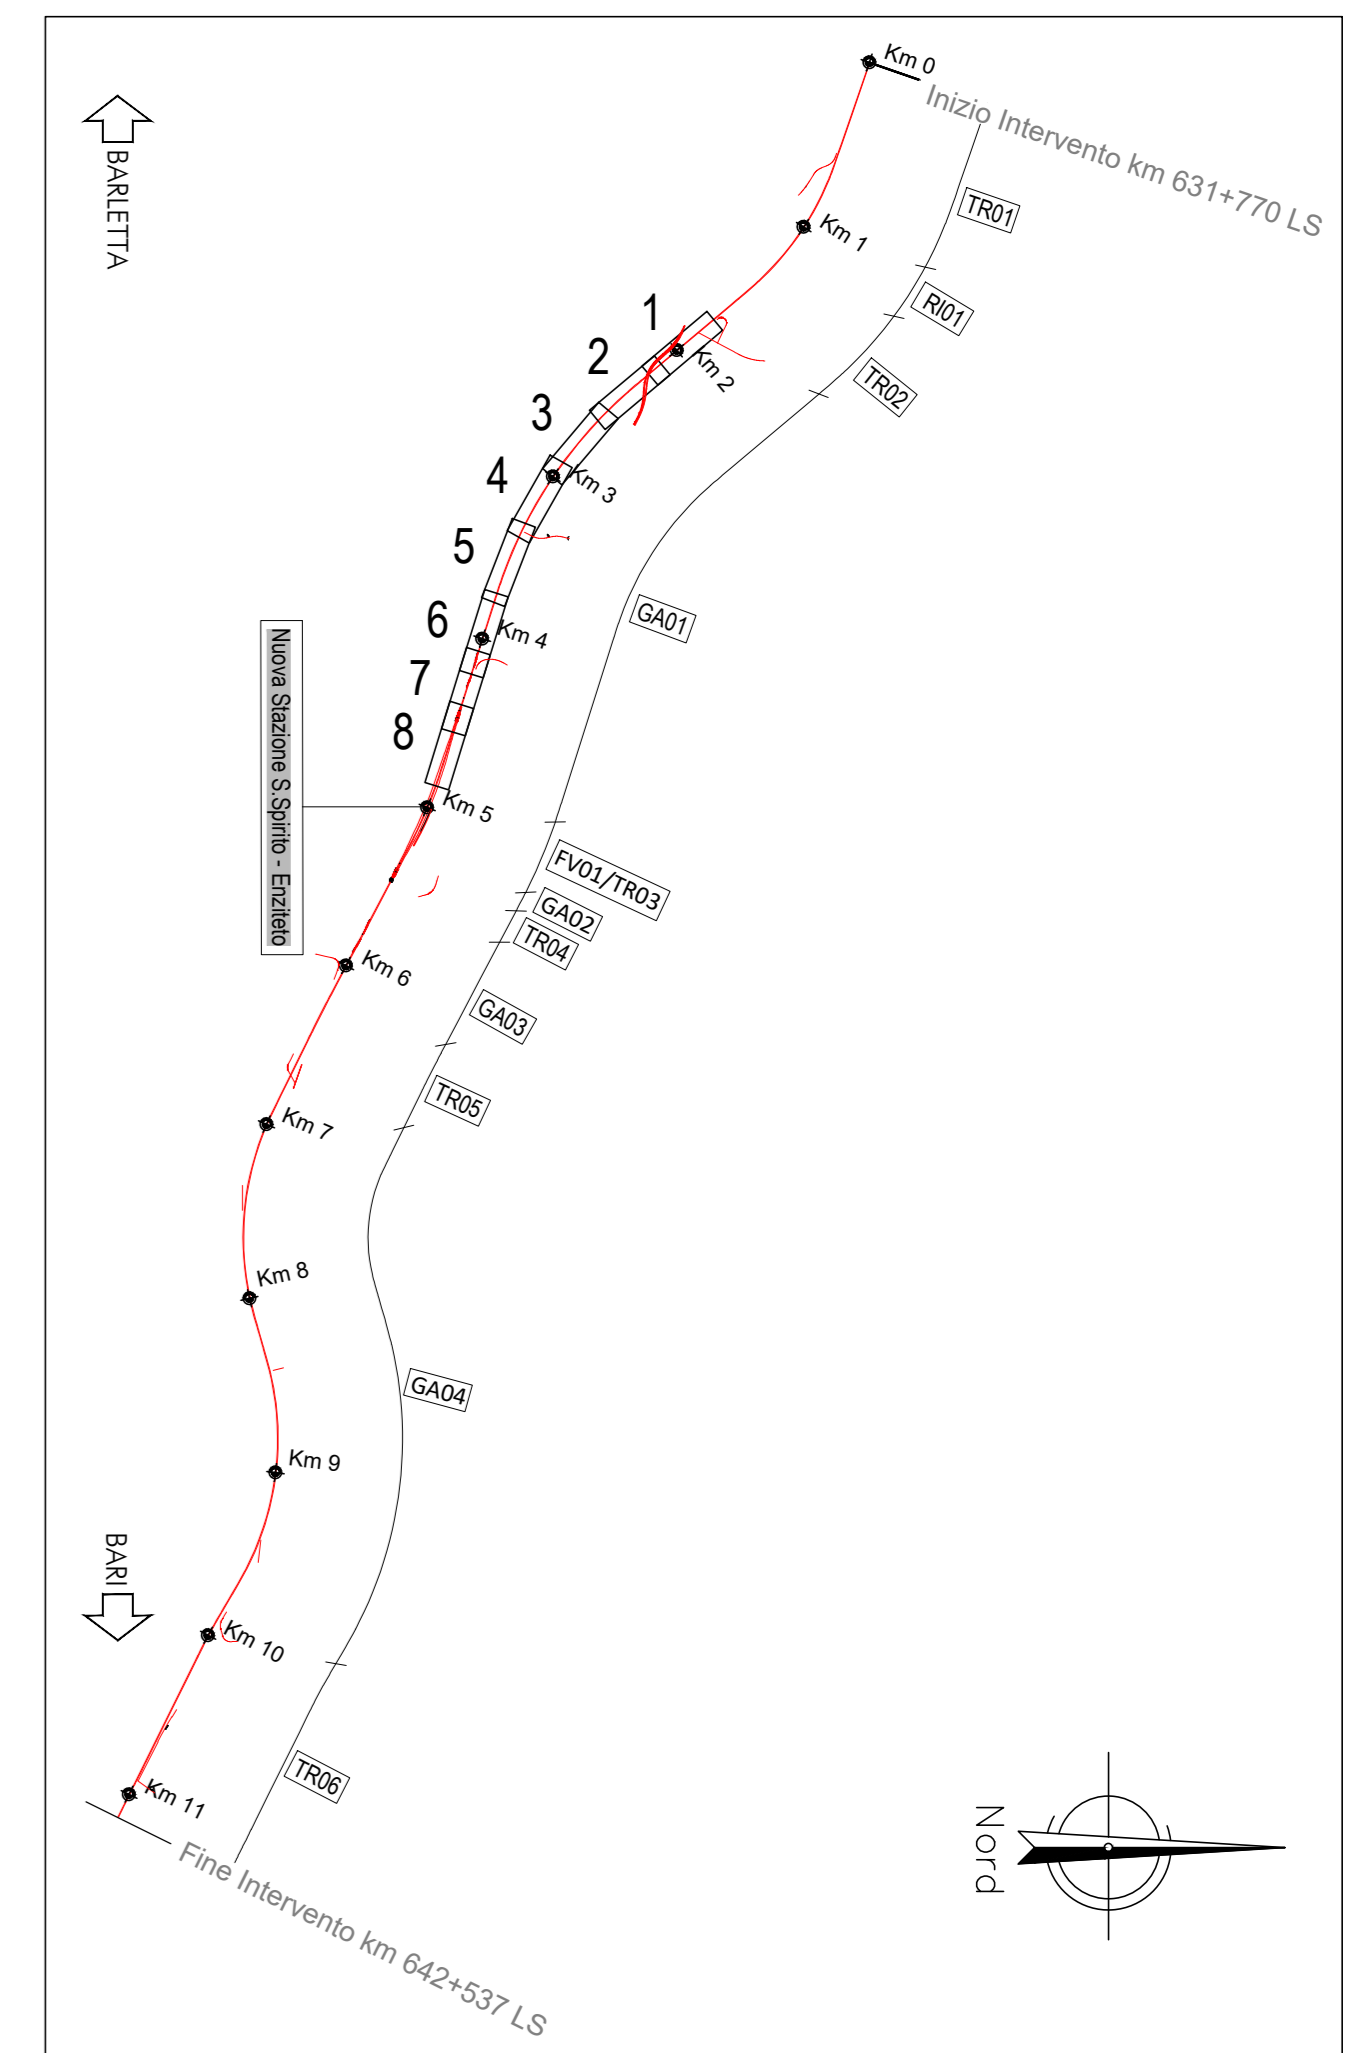 Km 0
Inizio Intervento km 631+770 LS
BARLETTA
TR01
Km 1
RI01
1
Km 2
2
TR02
3
4
Km 3
5
GA01
6
Km 4
7
8
Nuova Stazione S.Spirito - Enziteto
Km 5
FV01/TR03
GA02
TR04
Km 6
GA03
TR05
Km 7
Km 8
GA04
Km 9
BARI
Km 10
TR06
Km 11
Fine Intervento km 642+537 LS
Nord